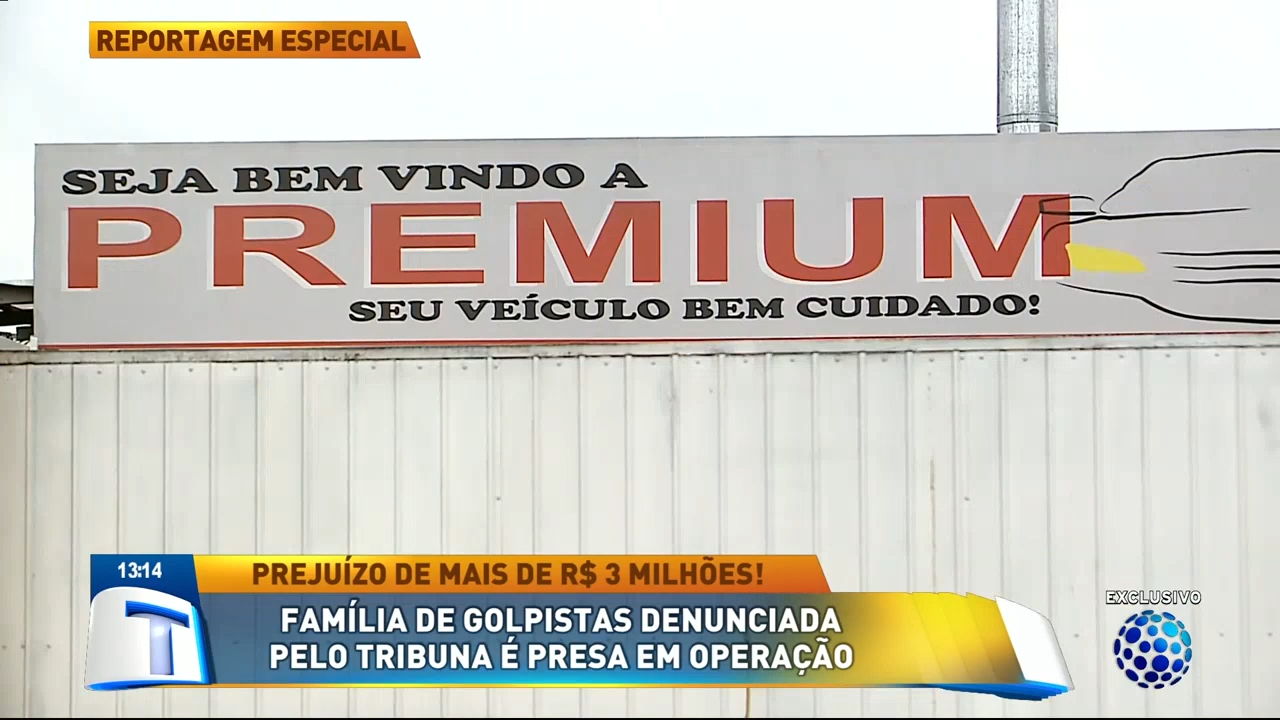 REPORTAGEM ESPECIAL
SEJA BEM VINDO A
PREMIUM
SEU VEÍCULO BEM CUIDADO!
13:14
PREJUÍZO DE MAIS DE R$ 3 MILHÕES!
T
FAMÍLIA DE GOLPISTAS DENUNCIADA
PELO TRIBUNA É PRESA EM OPERAÇÃO
EXCLUSIVO